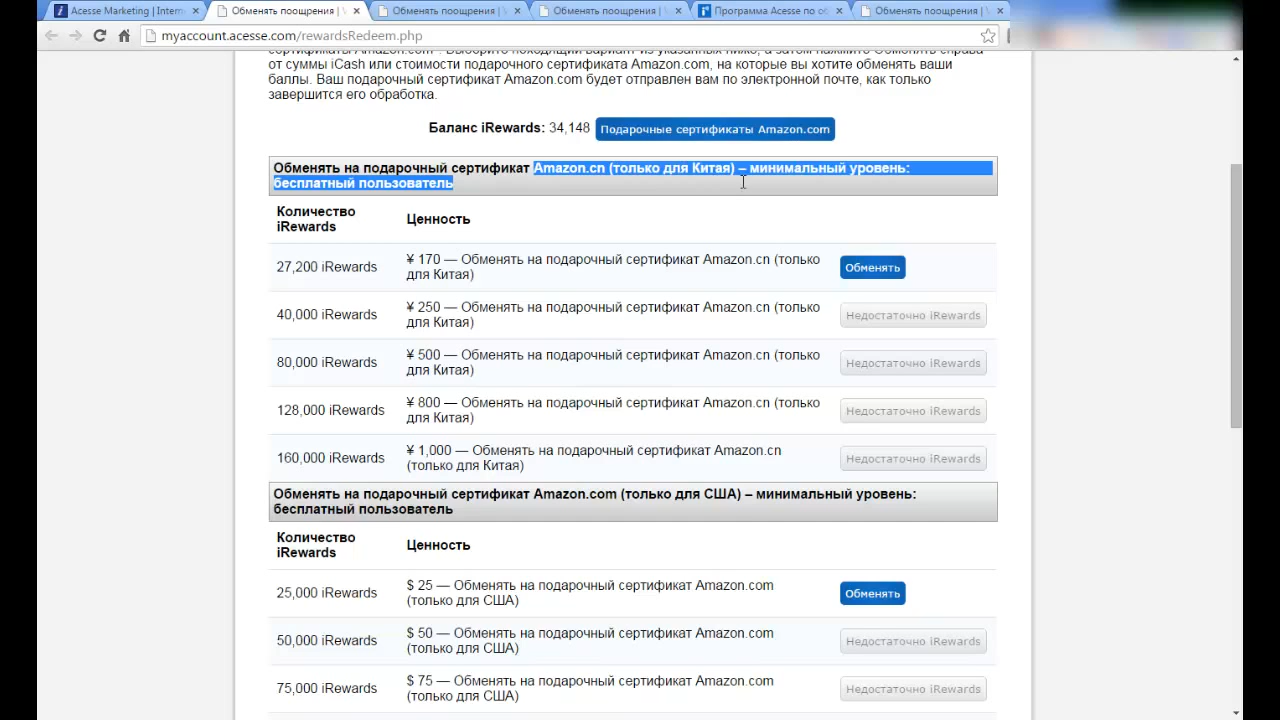 Acesse Marketing | Intern
Обменять поощрения |
Обменять поощрения |
Обменять поощрения |
Программа Acesse по об
Обменять поощрения |
myaccount.acesse.com/rewardsRedeem.php
от суммы iCash или стоимости подарочного сертификата Amazon.com, на которые вы хотите обменять ваши
баллы. Ваш подарочный сертификат Amazon.com будет отправлен вам по электронной почте, как только
завершится его обработка.
Баланс iRewards: 34,148 Подарочные сертификаты Amazon.com
Обменять на подарочный сертификат Amazon.cn (только для Китая) – минимальный уровень:
бесплатный пользователь
Количество
iRewards
Ценность
27,200 iRewards
¥ 170 — Обменять на подарочный сертификат Amazon.cn (только
для Китая)
Обменять
40,000 iRewards
¥ 250 — Обменять на подарочный сертификат Amazon.cn (только
для Китая)
Недостаточно iRewards
80,000 iRewards
¥ 500 — Обменять на подарочный сертификат Amazon.cn (только
для Китая)
Недостаточно iRewards
128,000 iRewards
¥ 800 — Обменять на подарочный сертификат Amazon.cn (только
для Китая)
Недостаточно iRewards
160,000 iRewards
¥ 1,000 — Обменять на подарочный сертификат Amazon.cn
(только для Китая)
Недостаточно iRewards
Обменять на подарочный сертификат Amazon.com (только для США) – минимальный уровень:
бесплатный пользователь
Количество
iRewards
Ценность
25,000 iRewards
$ 25 — Обменять на подарочный сертификат Amazon.com
(только для США)
Обменять
50,000 iRewards
$ 50 — Обменять на подарочный сертификат Amazon.com
(только для США)
Недостаточно iRewards
75,000 iRewards
$ 75 — Обменять на подарочный сертификат Amazon.com
(только для США)
Недостаточно iRewards